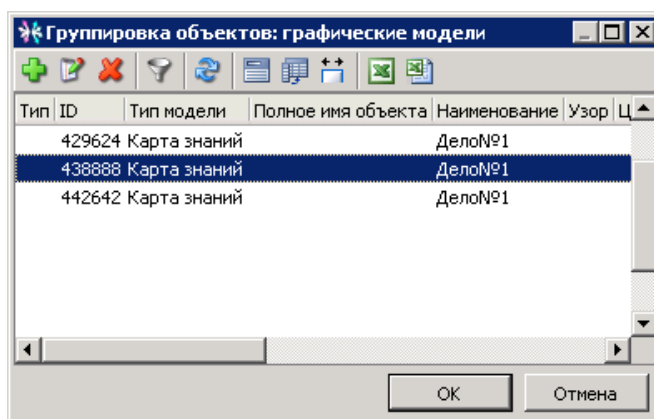 Группировка объектов: графические модели
Тип ID Тип модели Полное имя объекта Наименование Узор Ц
429624 Карта знаний Дело№1
438888 Карта знаний Дело№1
442642 Карта знаний Дело№1
OK Отмена